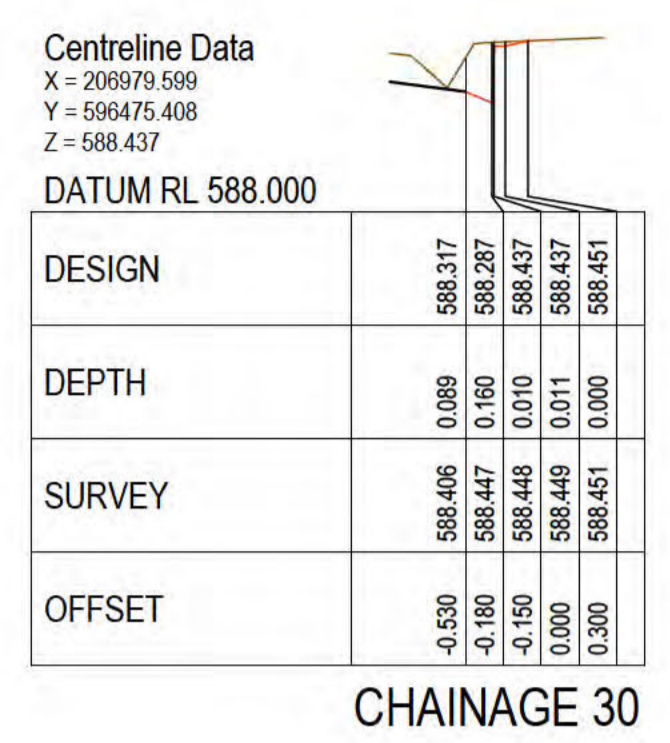 Centreline Data
X = 206979.599
Y = 596475.408
Z = 588.437
DATUM RL 588.000
DESIGN 588.317 588.287 588.437 588.437 588.451
DEPTH 0.089 0.160 0.010 0.011 0.000
SURVEY 588.406 588.447 588.448 588.449 588.451
OFFSET -0.530 -0.180 -0.150 0.000 0.300
CHAINAGE 30